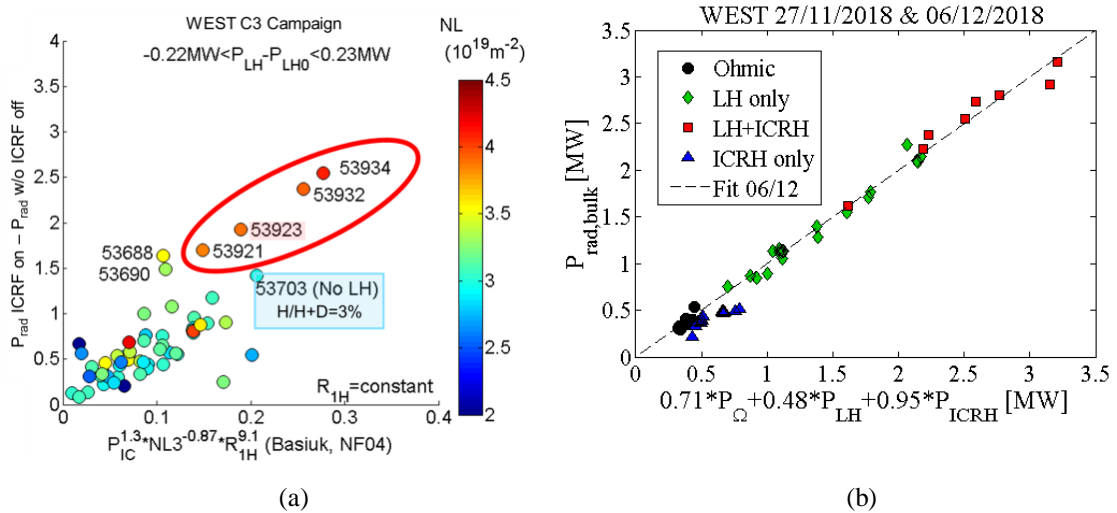 WEST C3 Campaign
-0.22MW<P_LH-P_LH0<0.23MW
NL
(10^19m^-2)
P_rad ICRF on − P_rad w/o ICRF off
4
3.5
3
2.5
2
1.5
1
0.5
0
53934
53932
53923
53921
53688
53690
53703 (No LH)
H/H+D=3%
R_1H=constant
0 0.1 0.2 0.3 0.4
P_IC^1.3*NL3^-0.87*R_1H^9.1 (Basiuk, NF04)
4.5
4
3.5
3
2.5
2
(a)
WEST 27/11/2018 & 06/12/2018
P_rad,bulk [MW]
3.5
3
2.5
2
1.5
1
0.5
0
Ohmic
LH only
LH+ICRH
ICRH only
Fit 06/12
0 0.5 1 1.5 2 2.5 3 3.5
0.71*P_Ω+0.48*P_LH+0.95*P_ICRH [MW]
(b)